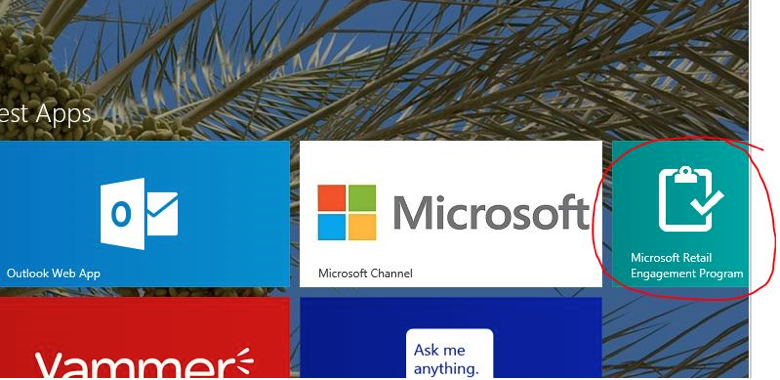 est Apps
O
Microsoft
Outlook Web App
Microsoft Channel
Microsoft Retail
Engagement Program
Yammer
Ask me
anything.